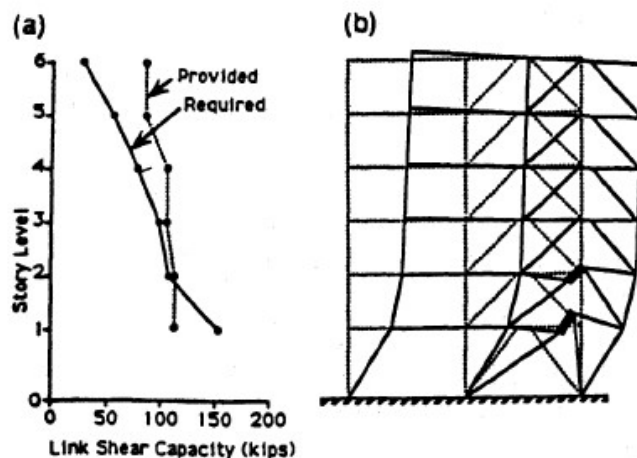 (a)
(b)
6
5
4
3
2
1
0
Story Level
Provided
Required
0 50 100 150 200
Link Shear Capacity (kips)